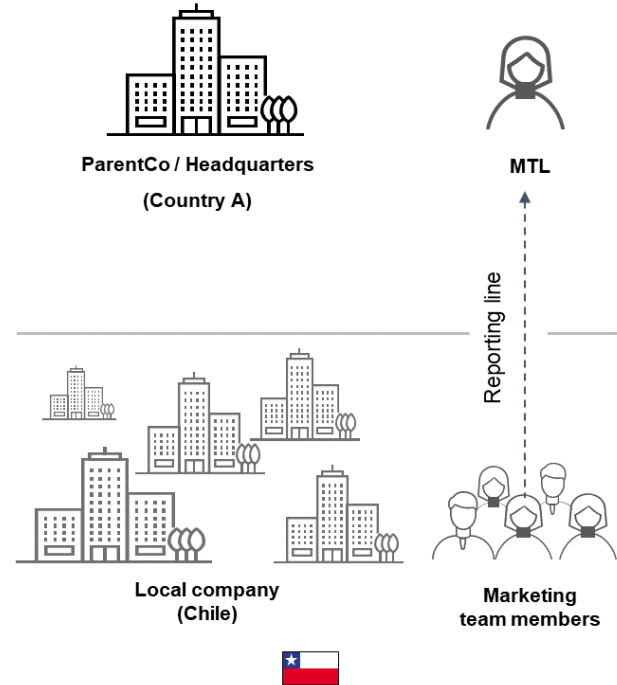 ParentCo / Headquarters
(Country A)
MTL
Reporting line
Local company
(Chile)
Marketing
team members